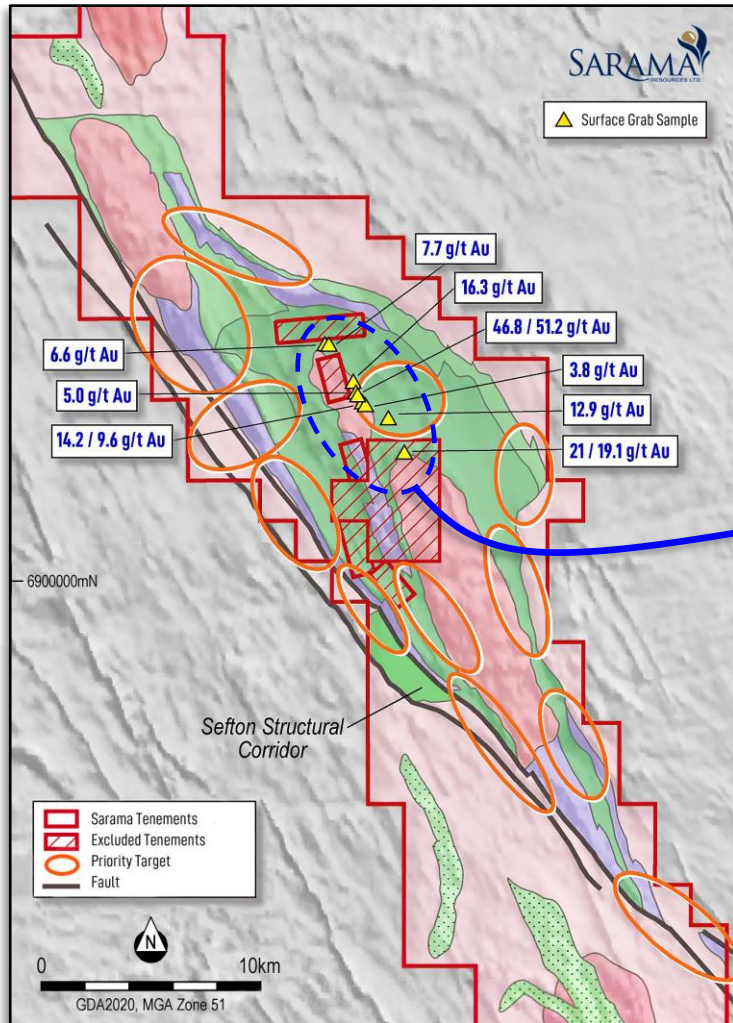 SARAMA
RESOURCES LTD
Surface Grab Sample
7.7 g/t Au
16.3 g/t Au
46.8 / 51.2 g/t Au
6.6 g/t Au
3.8 g/t Au
5.0 g/t Au
12.9 g/t Au
14.2 / 9.6 g/t Au
21 / 19.1 g/t Au
6900000mN
Sefton Structural
Corridor
Sarama Tenements
Excluded Tenements
Priority Target
Fault
N
0 10km
GDA2020, MGA Zone 51